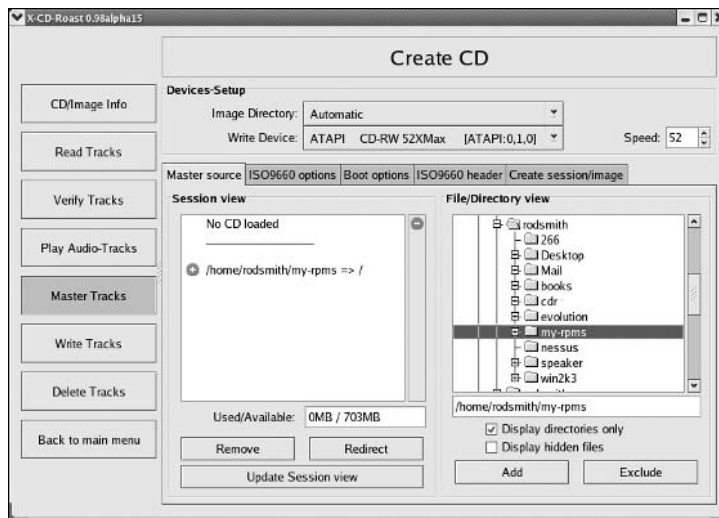 X-CD-Roast 0.98alpha15
Create CD
CD/Image Info
Read Tracks
Verify Tracks
Play Audio-Tracks
Master Tracks
Write Tracks
Delete Tracks
Back to main menu
Devices-Setup
Image Directory: Automatic
Write Device: ATAPI CD-RW 52XMax [ATAPI:0,1,0] Speed: 52
Master source ISO9660 options Boot options ISO9660 header Create session/image
Session view
No CD loaded
/home/rodsmith/my-rpms => /
Used/Available: 0MB / 703MB
Remove Redirect
Update Session view
File/Directory view
rodsmith
266
Desktop
Mail
books
cdr
evolution
my-rpms
nessus
speaker
win2k3
/home/rodsmith/my-rpms
Display directories only
Display hidden files
Add Exclude